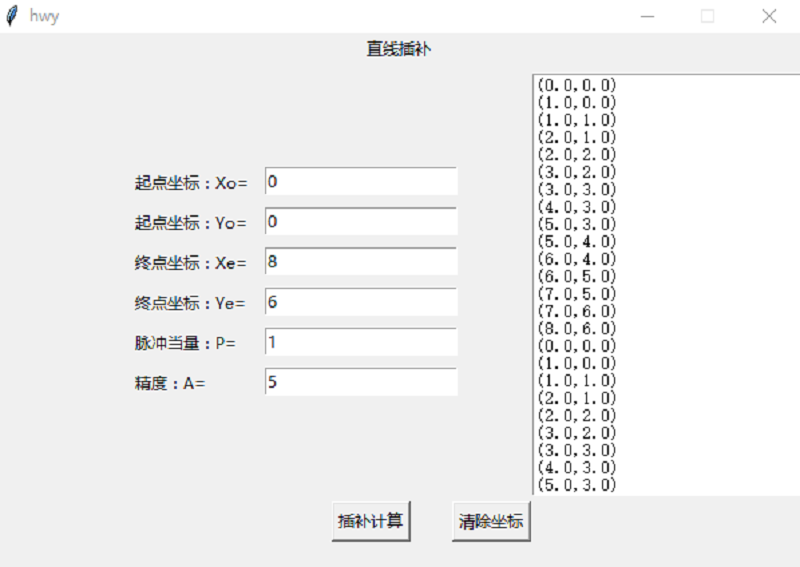 hwy
直线插补
起点坐标：Xo= 0
起点坐标：Yo= 0
终点坐标：Xe= 8
终点坐标：Ye= 6
脉冲当量：P= 1
精度：A= 5
(0.0,0.0)
(1.0,0.0)
(1.0,1.0)
(2.0,1.0)
(2.0,2.0)
(3.0,2.0)
(3.0,3.0)
(4.0,3.0)
(5.0,3.0)
(5.0,4.0)
(6.0,4.0)
(6.0,5.0)
(7.0,5.0)
(7.0,6.0)
(8.0,6.0)
(0.0,0.0)
(1.0,0.0)
(1.0,1.0)
(2.0,1.0)
(2.0,2.0)
(3.0,2.0)
(3.0,3.0)
(4.0,3.0)
(5.0,3.0)
插补计算 清除坐标